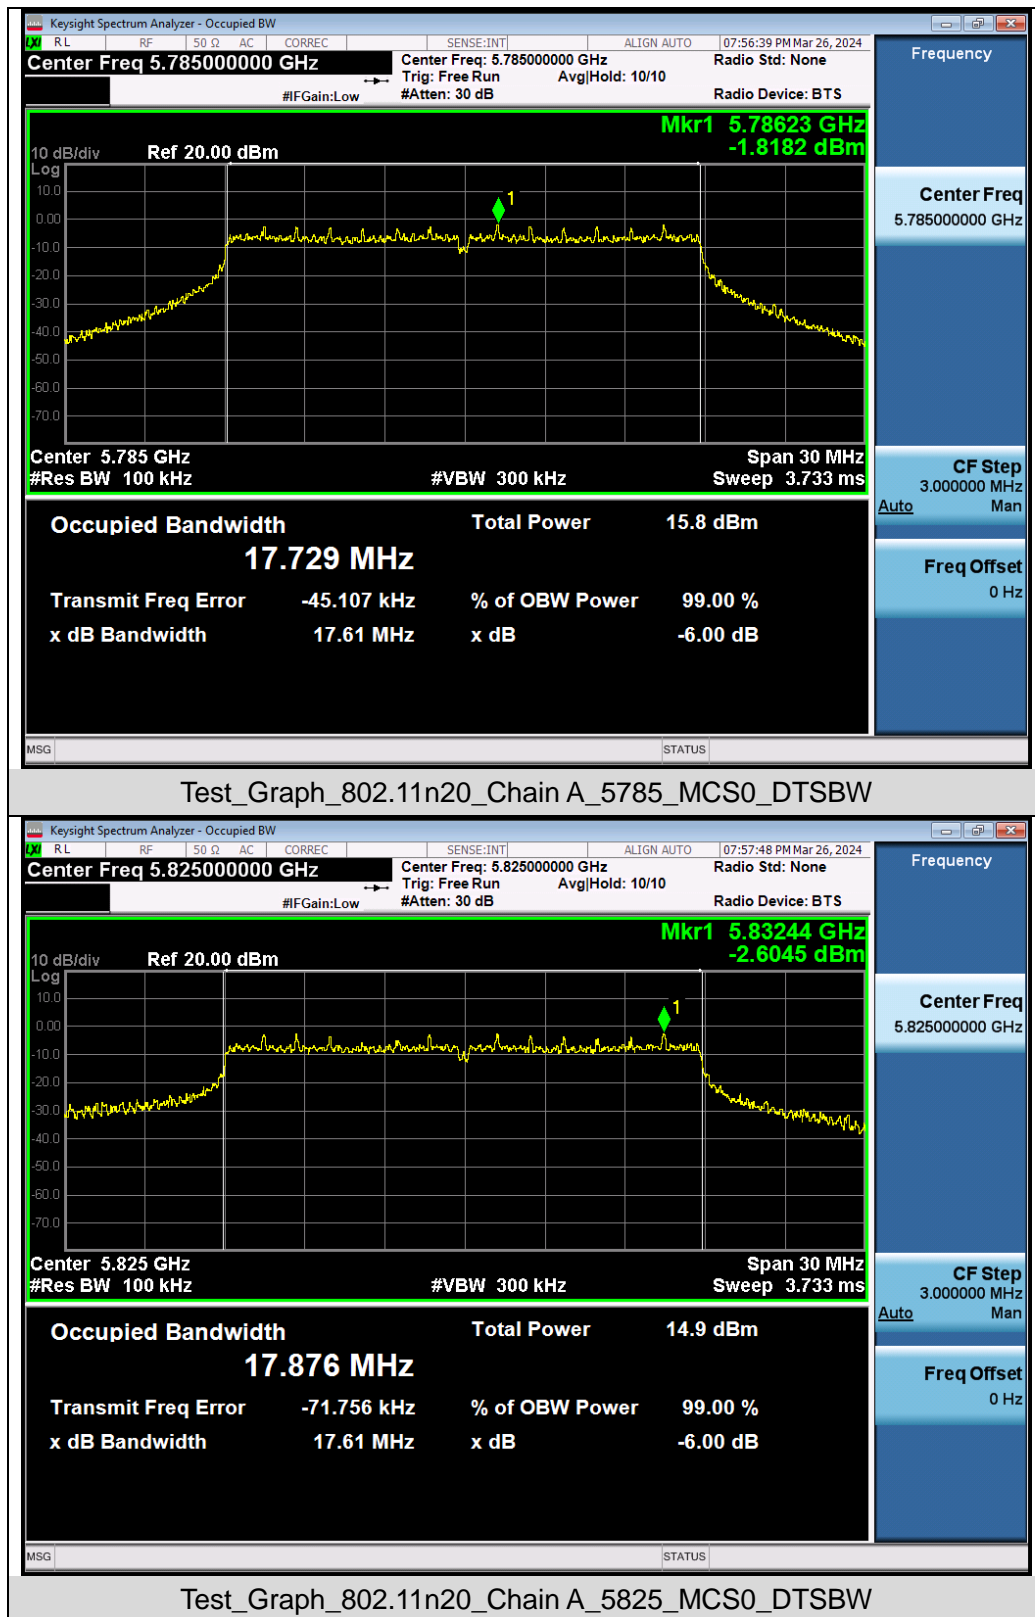 Keysight Spectrum Analyzer - Occupied BW
LXI RL RF 50 Ω AC CORREC SENSE:INT ALIGN AUTO 07:56:39 PM Mar 26, 2024
Center Freq 5.785000000 GHz Center Freq: 5.785000000 GHz Radio Std: None
Trig: Free Run Avg|Hold: 10/10
#IFGain:Low #Atten: 30 dB Radio Device: BTS
Frequency
Mkr1 5.78623 GHz
-1.8182 dBm
10 dB/div Ref 20.00 dBm
Log
10.0
0.00
-10.0
-20.0
-30.0
-40.0
-50.0
-60.0
-70.0
1
Center 5.785 GHz Span 30 MHz
#Res BW 100 kHz #VBW 300 kHz Sweep 3.733 ms
Center Freq
5.785000000 GHz
CF Step
3.000000 MHz
Auto Man
Freq Offset
0 Hz
Occupied Bandwidth Total Power 15.8 dBm
17.729 MHz
Transmit Freq Error -45.107 kHz % of OBW Power 99.00 %
x dB Bandwidth 17.61 MHz x dB -6.00 dB
MSG STATUS
Test_Graph_802.11n20_Chain A_5785_MCS0_DTSBW
Keysight Spectrum Analyzer - Occupied BW
LXI RL RF 50 Ω AC CORREC SENSE:INT ALIGN AUTO 07:57:48 PM Mar 26, 2024
Center Freq 5.825000000 GHz Center Freq: 5.825000000 GHz Radio Std: None
Trig: Free Run Avg|Hold: 10/10
#IFGain:Low #Atten: 30 dB Radio Device: BTS
Frequency
Mkr1 5.83244 GHz
-2.6045 dBm
10 dB/div Ref 20.00 dBm
Log
10.0
0.00
-10.0
-20.0
-30.0
-40.0
-50.0
-60.0
-70.0
1
Center 5.825 GHz Span 30 MHz
#Res BW 100 kHz #VBW 300 kHz Sweep 3.733 ms
Center Freq
5.825000000 GHz
CF Step
3.000000 MHz
Auto Man
Freq Offset
0 Hz
Occupied Bandwidth Total Power 14.9 dBm
17.876 MHz
Transmit Freq Error -71.756 kHz % of OBW Power 99.00 %
x dB Bandwidth 17.61 MHz x dB -6.00 dB
MSG STATUS
Test_Graph_802.11n20_Chain A_5825_MCS0_DTSBW